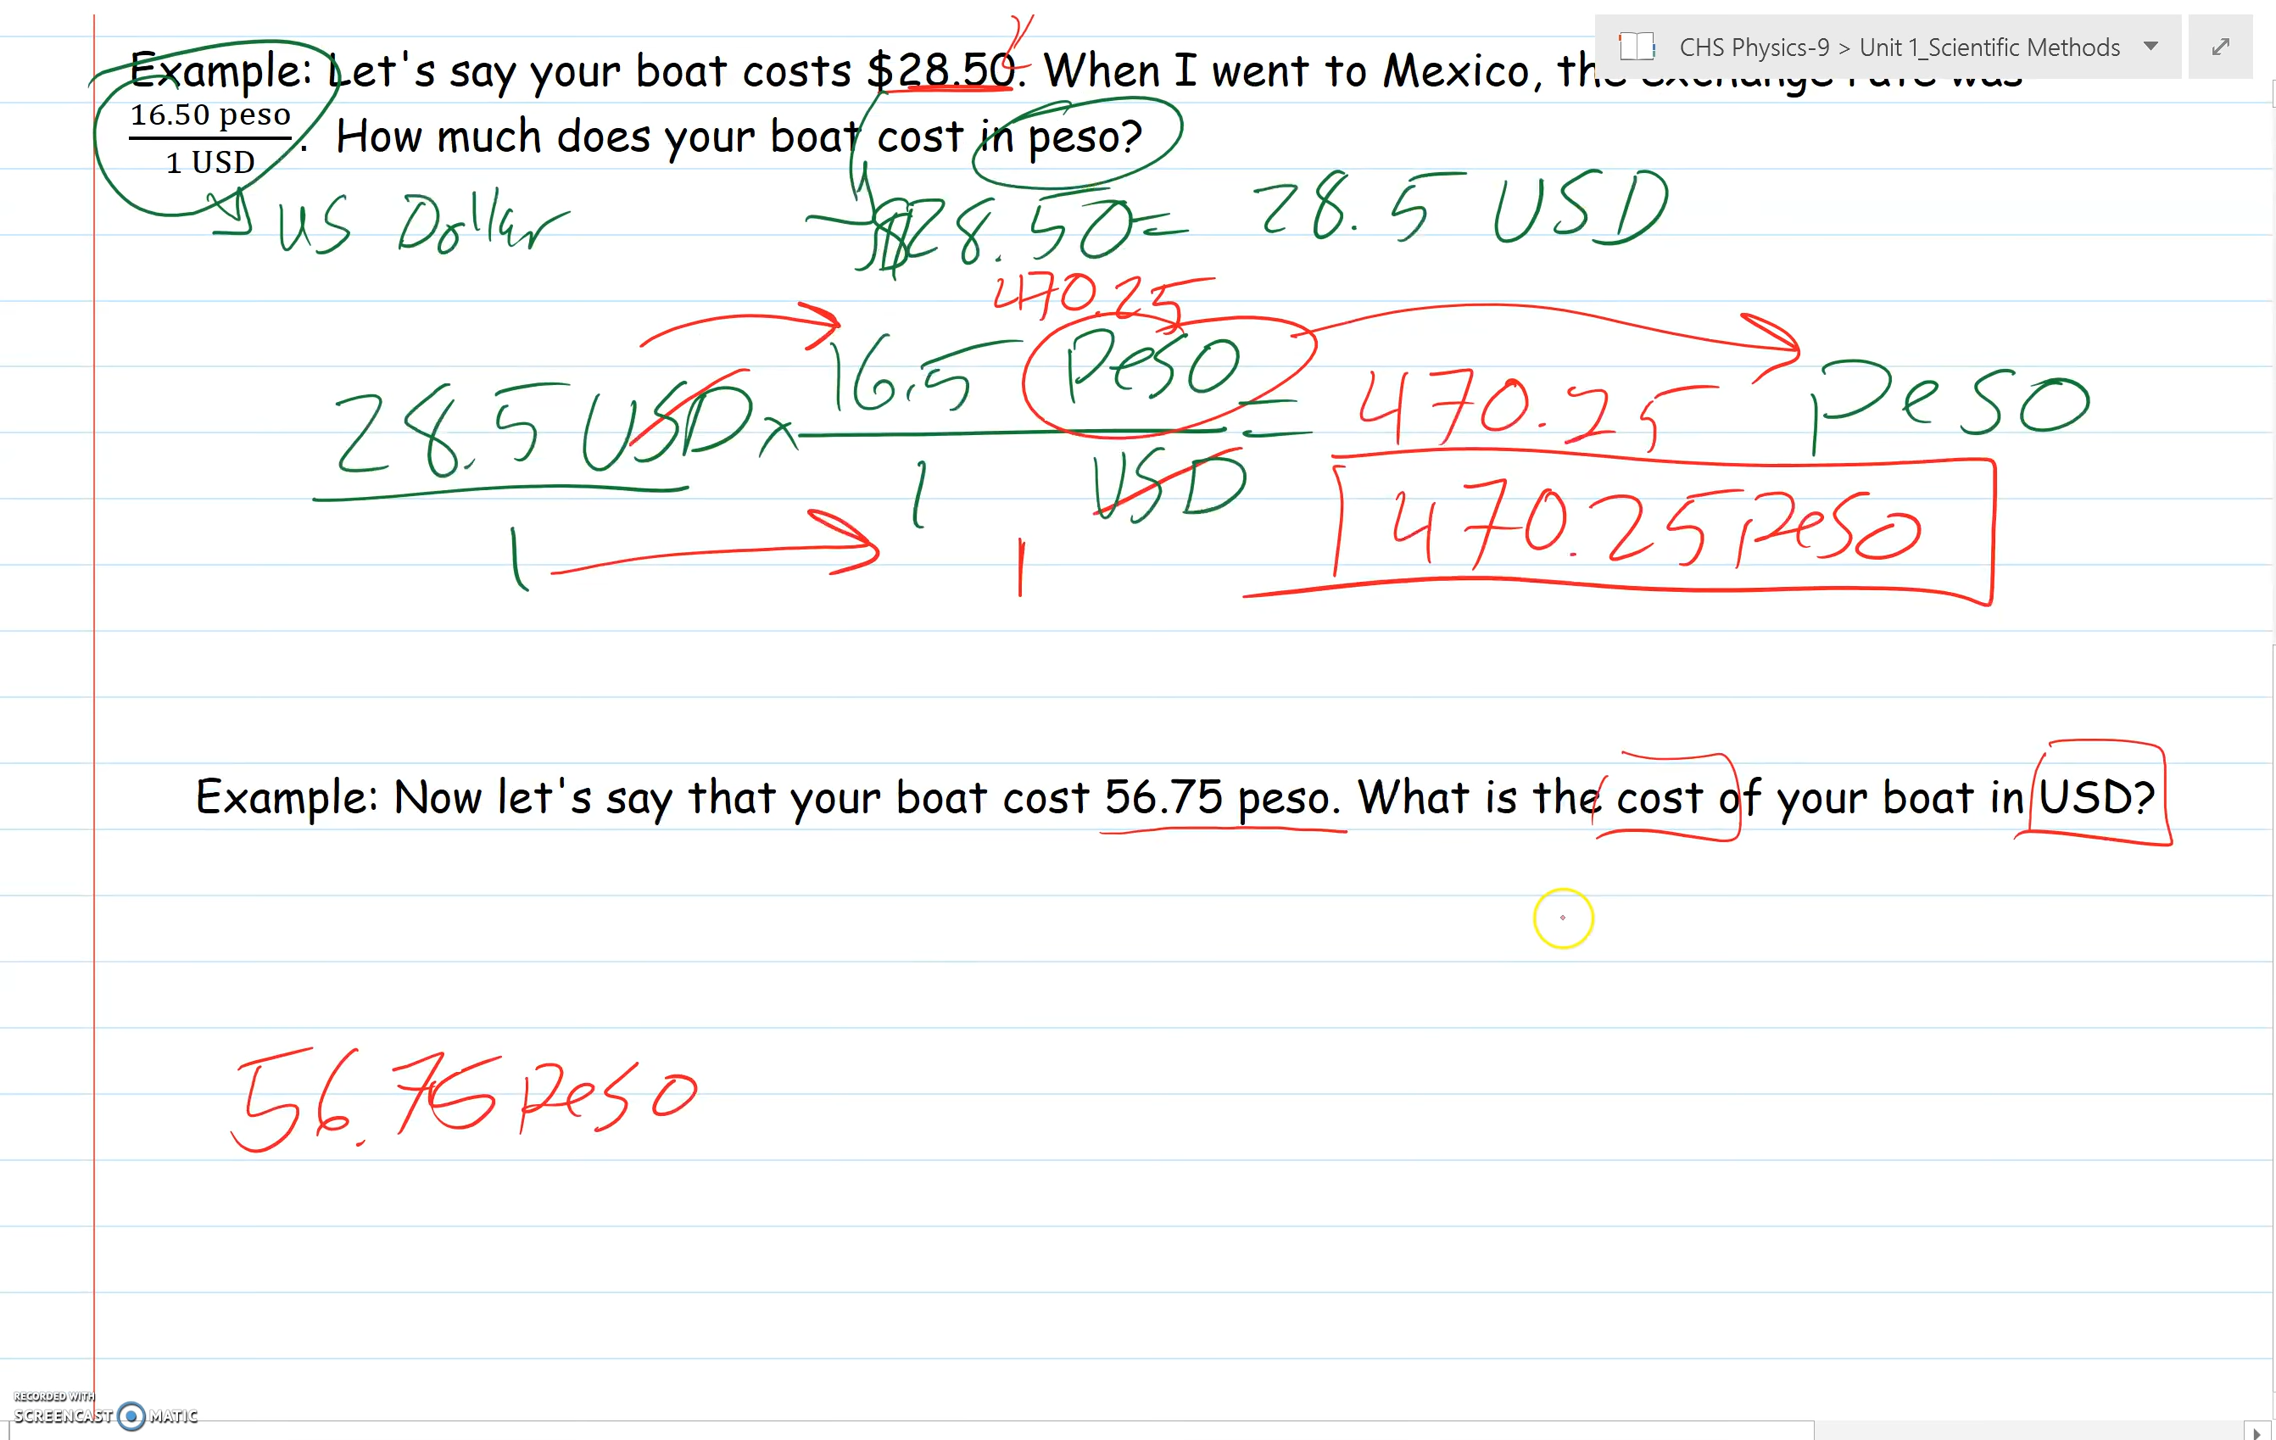 CHS Physics-9 > Unit 1_Scientific Methods
Example: Let's say your boat costs $28.50. When I went to Mexico, the exchange rate was
16.50 peso
1 USD
. How much does your boat cost in peso?
US Dollar
$28.50 = 28.5 USD
470.25
28.5 USD x 16.5 Peso = 470.25 Peso
1 1 USD
470.25 Peso
1
Example: Now let's say that your boat cost 56.75 peso. What is the cost of your boat in USD?
56.75 Peso
RECORDED WITH
SCREENCAST MATIC